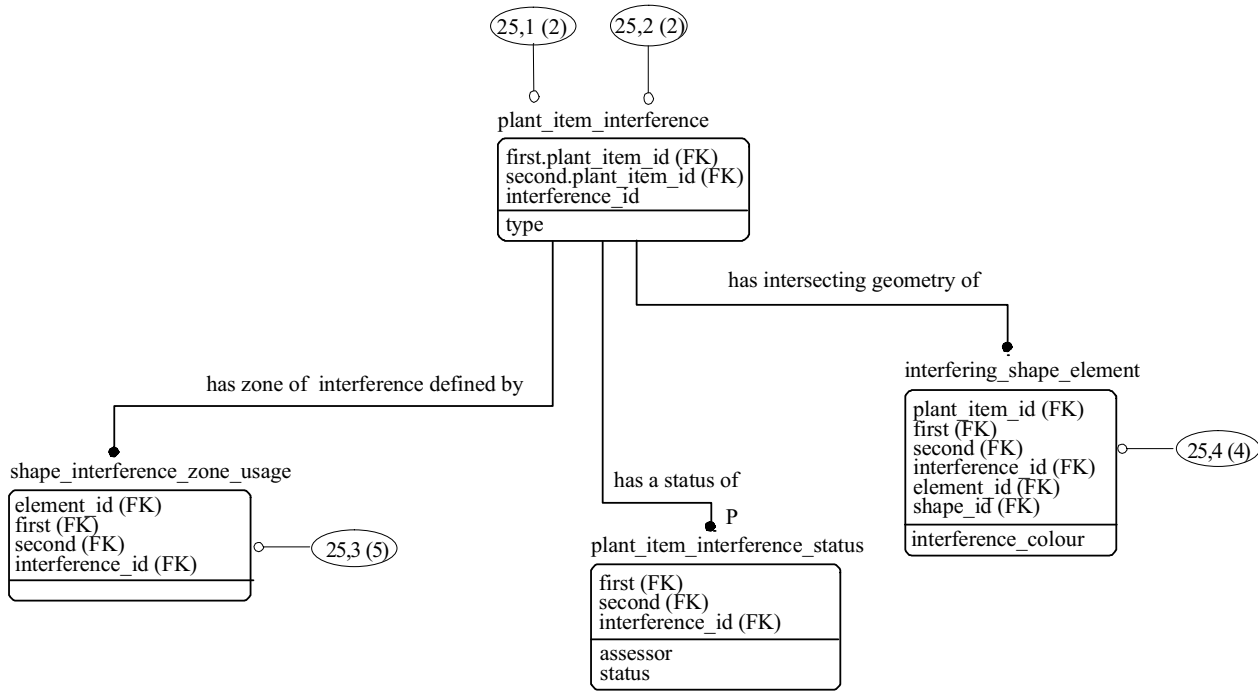 25,1 (2)
25,2 (2)
plant_item_interference
first.plant_item_id (FK)
second.plant_item_id (FK)
interference_id
type
has intersecting geometry of
has zone of interference defined by
interfering_shape_element
plant_item_id (FK)
first (FK)
second (FK)
interference_id (FK)
element_id (FK)
shape_id (FK)
interference_colour
25,4 (4)
shape_interference_zone_usage
element_id (FK)
first (FK)
second (FK)
interference_id (FK)
25,3 (5)
has a status of
P
plant_item_interference_status
first (FK)
second (FK)
interference_id (FK)
assessor
status